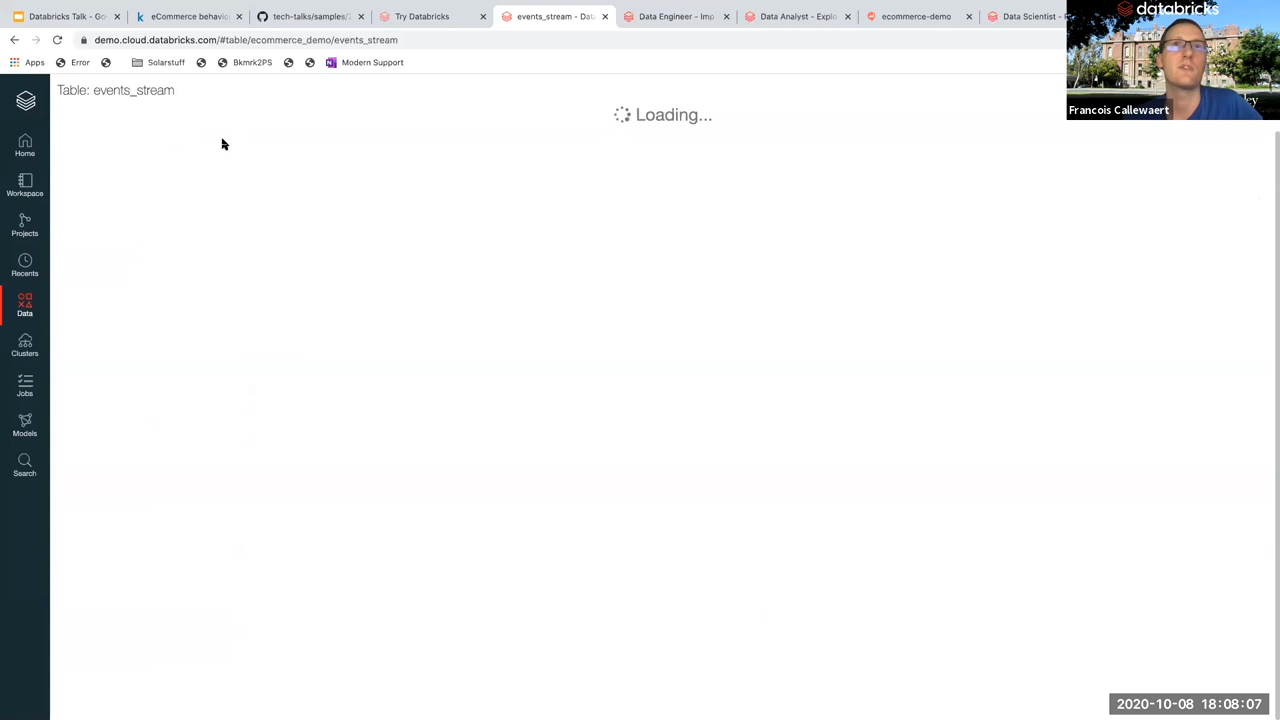 Databricks Talk - Go
eCommerce behavio
tech-talks/samples/
Try Databricks
events_stream - Dat
Data Engineer - Imp
Data Analyst - Explo
ecommerce-demo
Data Scientist -
databricks
demo.cloud.databricks.com/#table/ecommerce_demo/events_stream
Apps
Error
Solarstuff
Bkmrk2PS
Modern Support
Francois Callewaert
Table: events_stream
Loading...
Home
Workspace
Projects
Recents
Data
Clusters
Jobs
Models
Search
2020-10-08 18:08:07